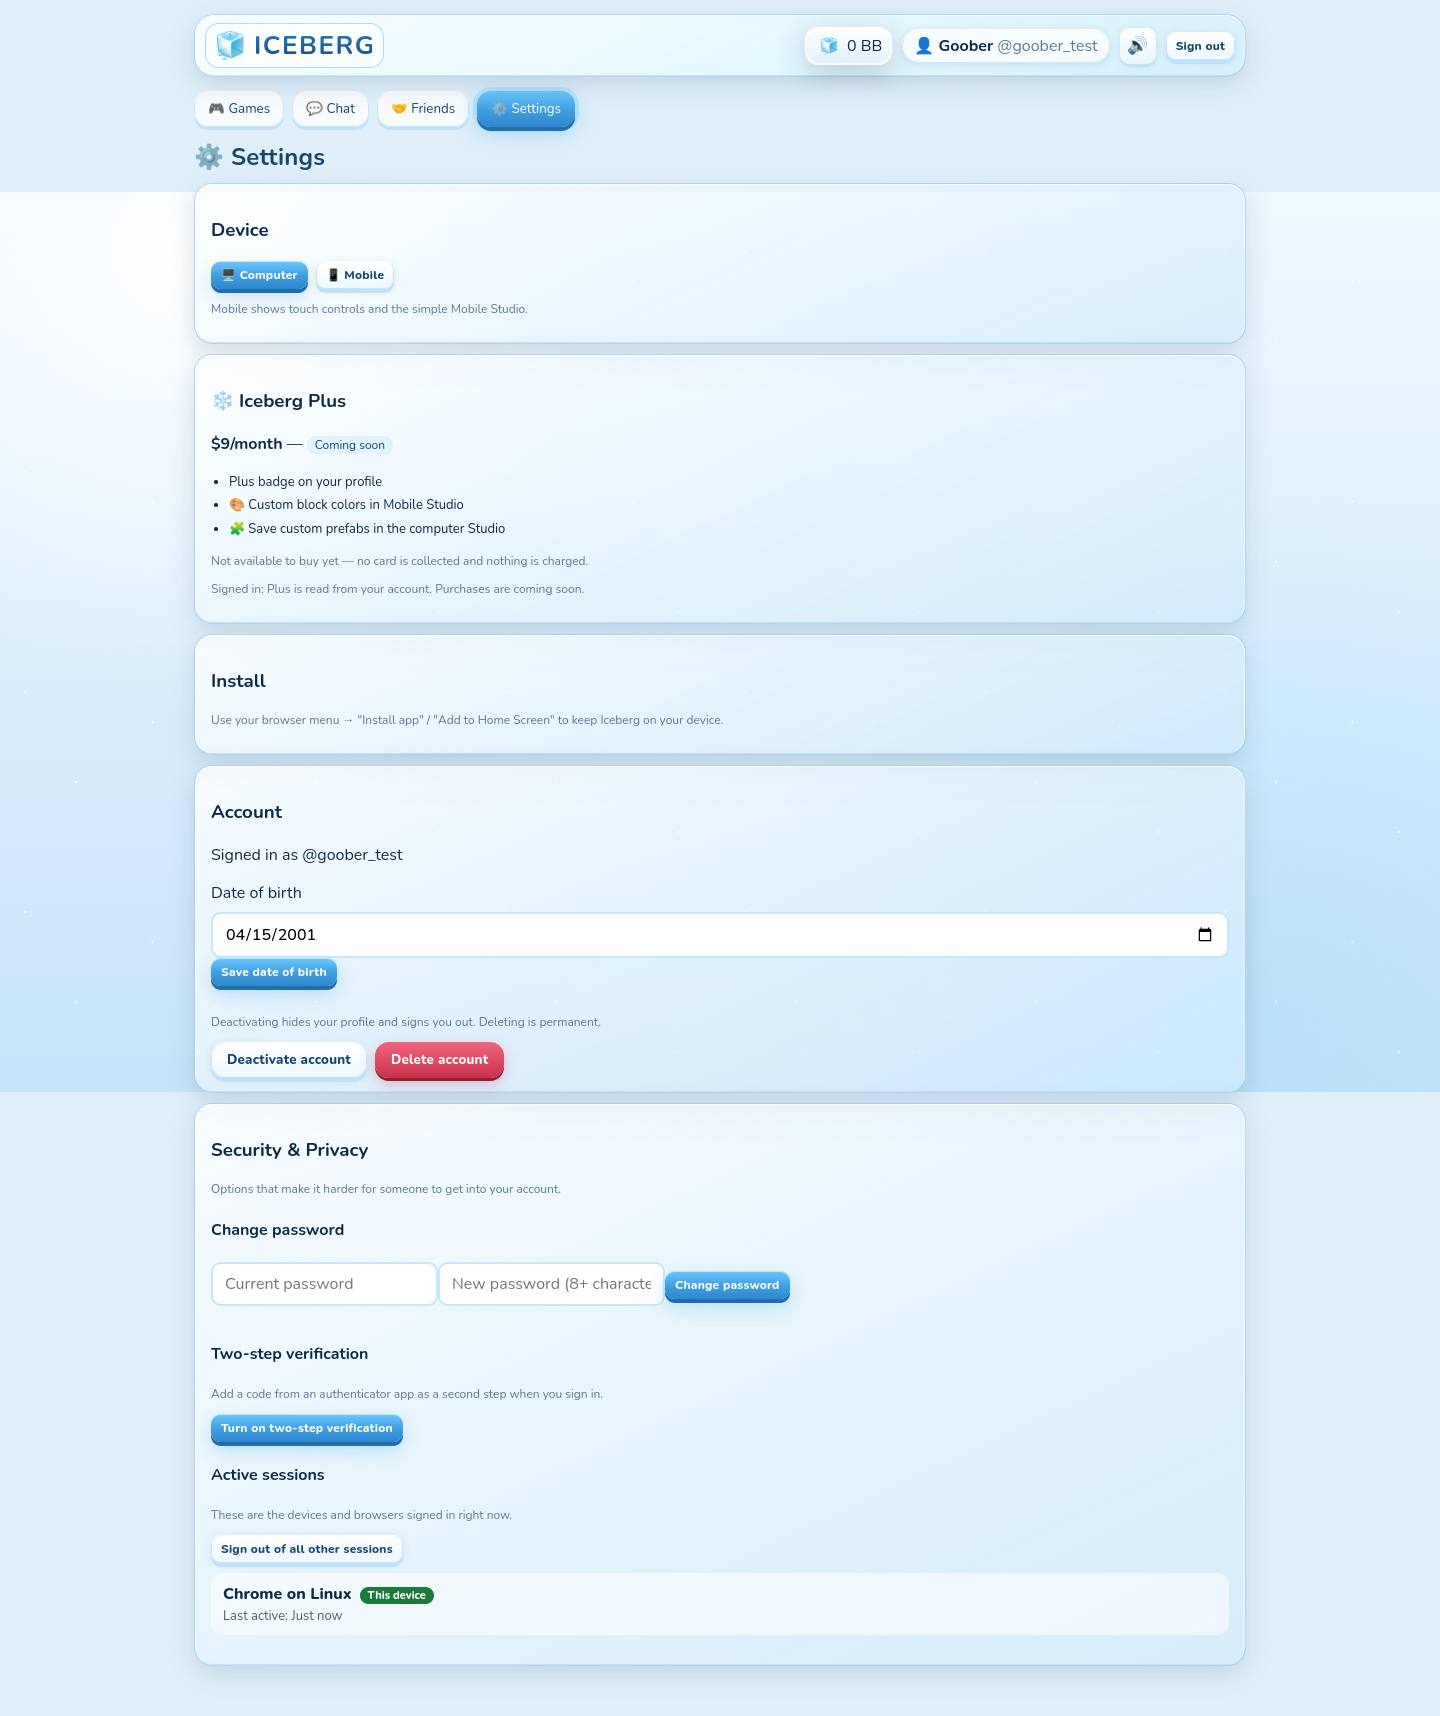 🧊 ICEBERG
🧊 0 BB
👤 Goober @goober_test
🔊
Sign out
🎮 Games
💬 Chat
🤝 Friends
⚙️ Settings
⚙️ Settings
Device
🖥️ Computer
📱 Mobile
Mobile shows touch controls and the simple Mobile Studio.
❄️ Iceberg Plus
$9/month — Coming soon
• Plus badge on your profile
• 🎨 Custom block colors in Mobile Studio
• 🧩 Save custom prefabs in the computer Studio
Not available to buy yet — no card is collected and nothing is charged.
Signed in: Plus is read from your account. Purchases are coming soon.
Install
Use your browser menu → "Install app" / "Add to Home Screen" to keep Iceberg on your device.
Account
Signed in as @goober_test
Date of birth
04/15/2001
Save date of birth
Deactivating hides your profile and signs you out. Deleting is permanent.
Deactivate account
Delete account
Security & Privacy
Options that make it harder for someone to get into your account.
Change password
Current password
New password (8+ characte
Change password
Two-step verification
Add a code from an authenticator app as a second step when you sign in.
Turn on two-step verification
Active sessions
These are the devices and browsers signed in right now.
Sign out of all other sessions
Chrome on Linux This device
Last active: Just now